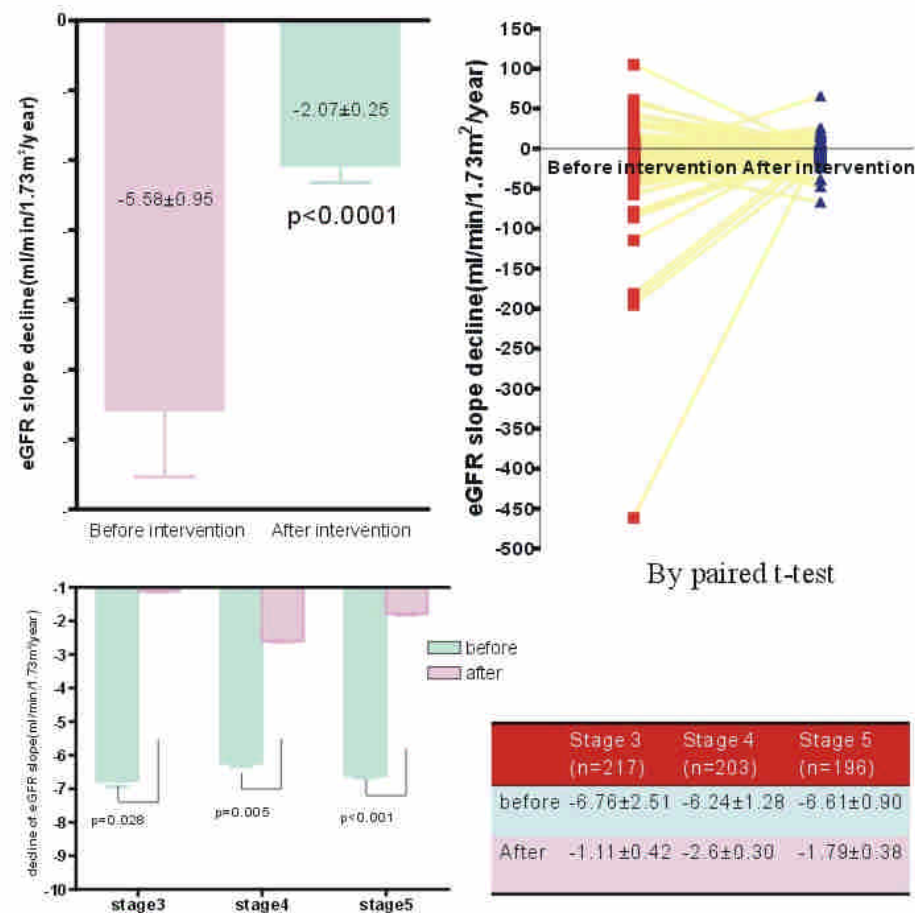 eGFR slope decline(ml/min/1.73m²/year)
0
-
-
-
-
-
-
-
-5.58±0.95
-2.07±0.25
p<0.0001
Before intervention
After intervention
eGFR slope decline(ml/min/1.73m²/year)
150
100
50
0
-50
-100
-150
-200
-250
-300
-350
-400
-450
-500
Before intervention After intervention
By paired t-test
decline of eGFR slope(ml/min/1.73m²/year)
-1
-2
-3
-4
-5
-6
-7
-8
-9
-10
p=0.028
p=0.005
p<0.001
stage3
stage4
stage5
before
after
Stage 3 Stage 4 Stage 5
(n=217) (n=203) (n=196)
before -6.76±2.51 -6.24±1.28 -6.61±0.90
After -1.11±0.42 -2.6±0.30 -1.79±0.38